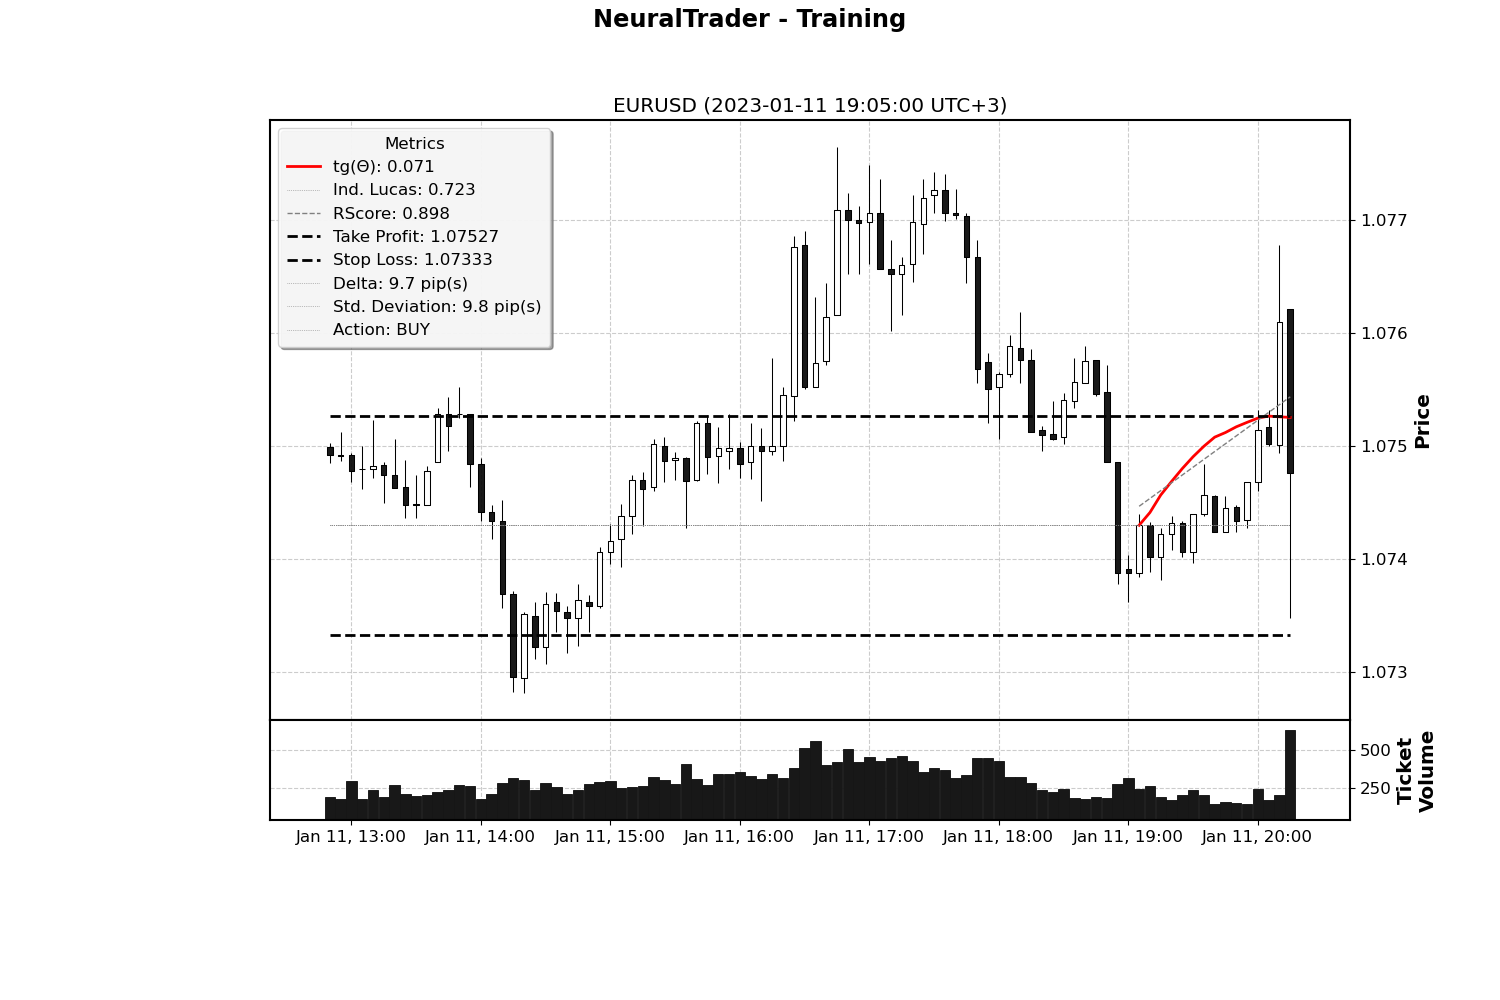 NeuralTrader - Training
EURUSD (2023-01-11 19:05:00 UTC+3)
Metrics
tg(Θ): 0.071
Ind. Lucas: 0.723
RScore: 0.898
Take Profit: 1.07527
Stop Loss: 1.07333
Delta: 9.7 pip(s)
Std. Deviation: 9.8 pip(s)
Action: BUY
1.077
1.076
1.075
1.074
1.073
Price
500
250
Ticket
Volume
Jan 11, 13:00
Jan 11, 14:00
Jan 11, 15:00
Jan 11, 16:00
Jan 11, 17:00
Jan 11, 18:00
Jan 11, 19:00
Jan 11, 20:00